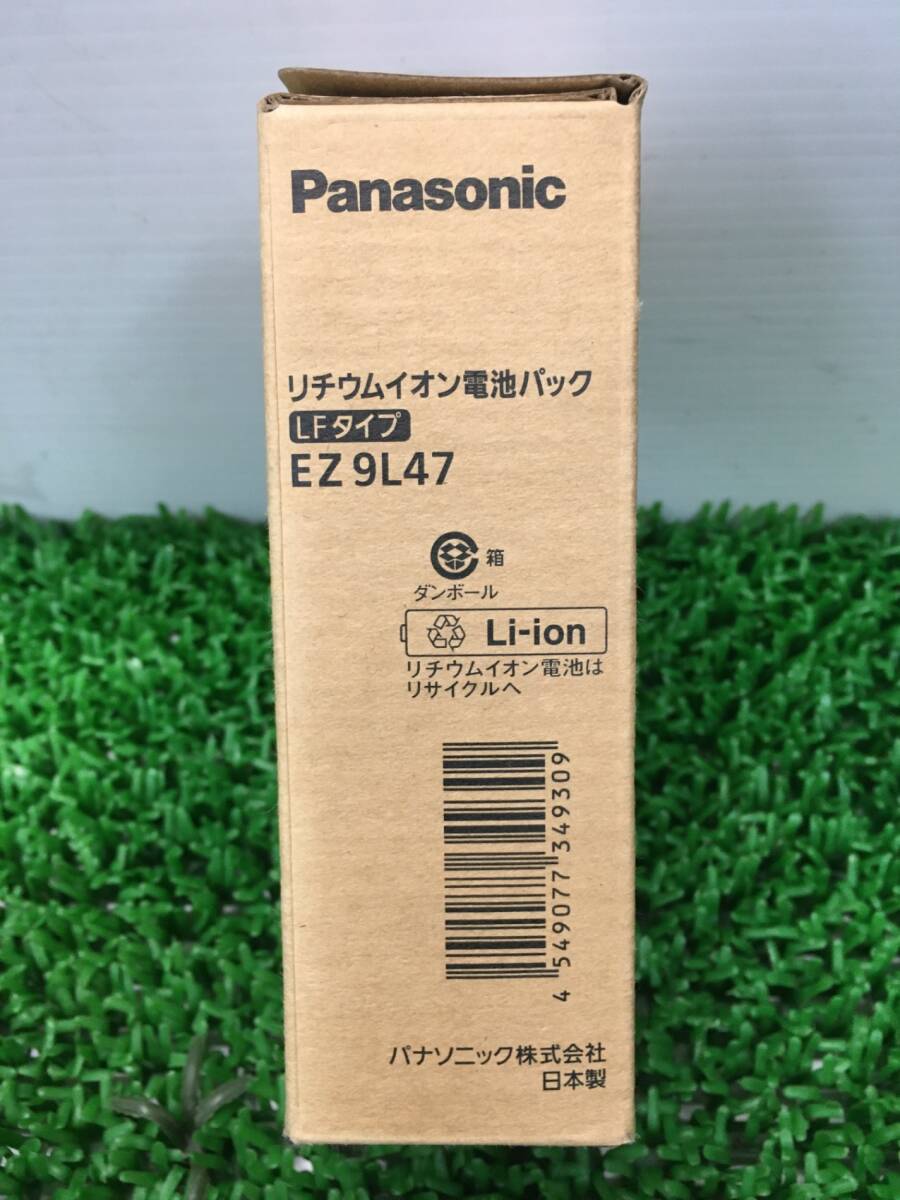 Panasonic
リチウムイオン電池パック
LFタイプ
EZ9L47
箱
ダンボール
Li-ion
リチウムイオン電池は
リサイクルへ
4 549077 349309
パナソニック株式会社
日本製